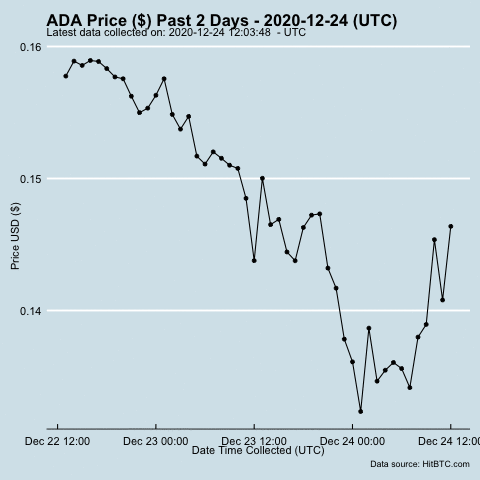 ADA Price ($) Past 2 Days - 2020-12-24 (UTC)
Latest data collected on: 2020-12-24 12:03:48 - UTC
0.16
0.15
0.14
Price USD ($)
Dec 22 12:00 Dec 23 00:00 Dec 23 12:00 Dec 24 00:00 Dec 24 12:00
Date Time Collected (UTC)
Data source: HitBTC.com